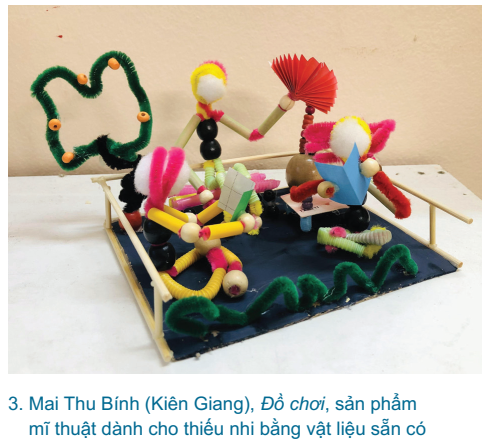 3. Mai Thu Bính (Kiên Giang), Đồ chơi, sản phẩm
mĩ thuật dành cho thiếu nhi bằng vật liệu sẵn có